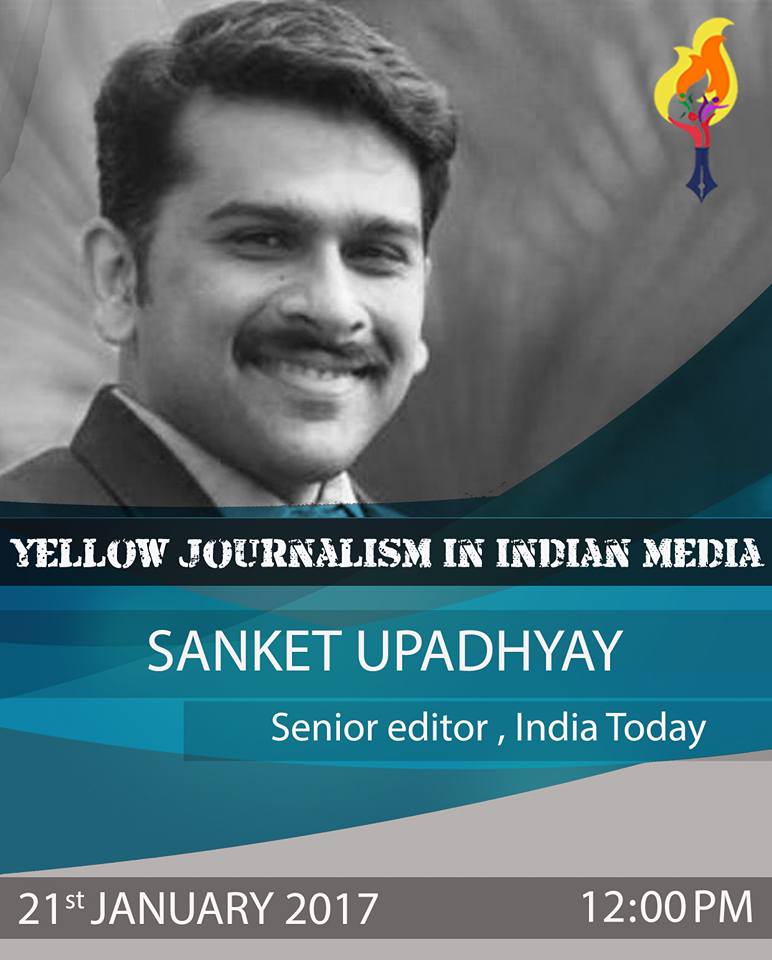 YELLOW JOURNALISM IN INDIAN MEDIA
SANKET UPADHYAY
Senior editor , India Today
21st JANUARY 2017
12:00 PM